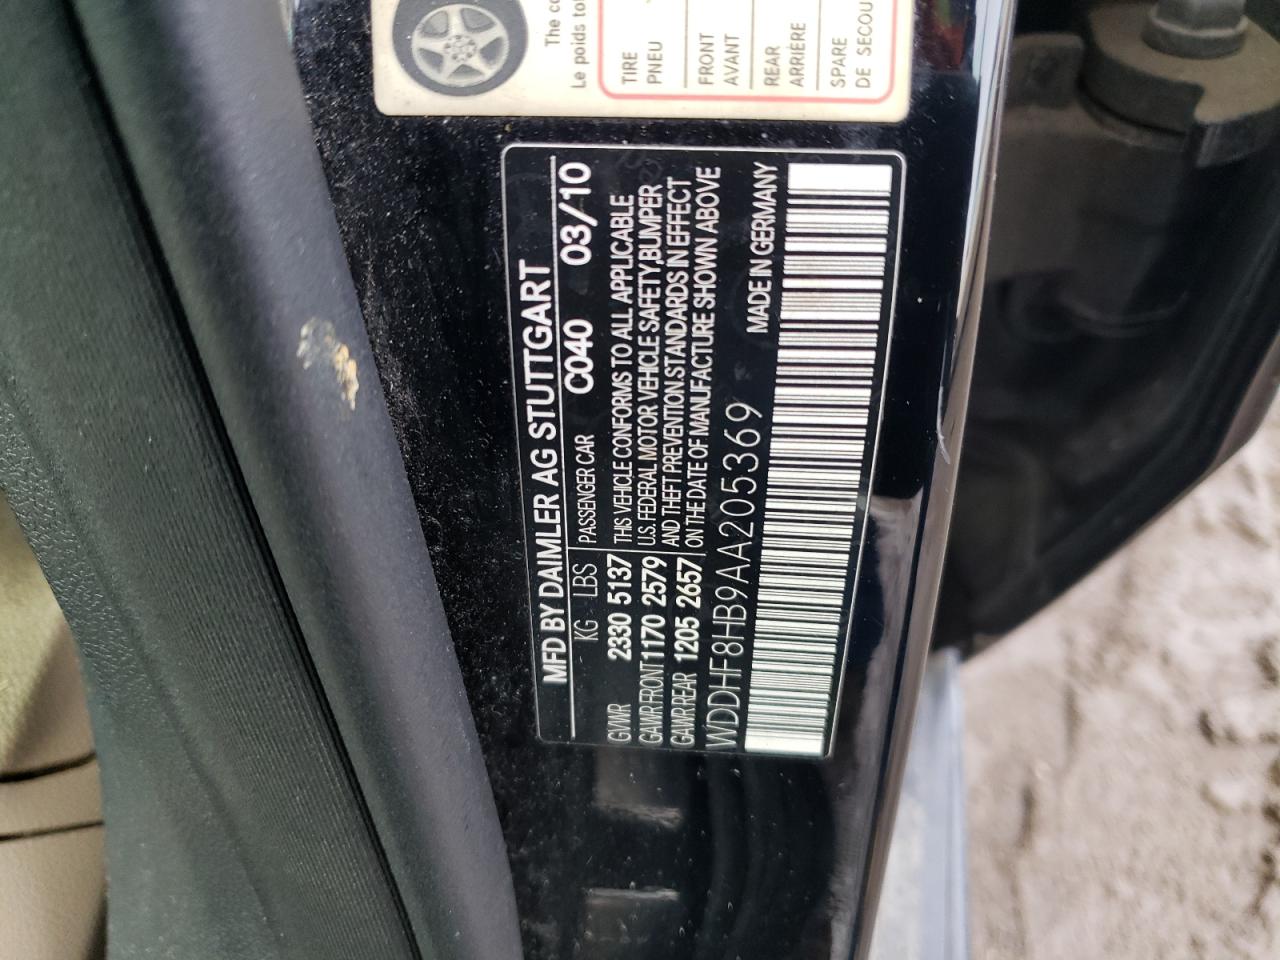 MFD BY DAIMLER AG STUTTGART
KG - LBS PASSENGER CAR C040 03/10
GVWR 2330 5137 THIS VEHICLE CONFORMS TO ALL APPLICABLE
GAWR FRONT 1170 2579 U.S. FEDERAL MOTOR VEHICLE SAFETY,BUMPER
GAWR REAR 1205 2657 AND THEFT PREVENTION STANDARDS IN EFFECT
ON THE DATE OF MANUFACTURE SHOWN ABOVE
WDDHF8HB9AA205369 MADE IN GERMANY
The
Le poids
TIRE
PNEU
FRONT
AVANT
REAR
ARRIÈRE
SPARE
DE